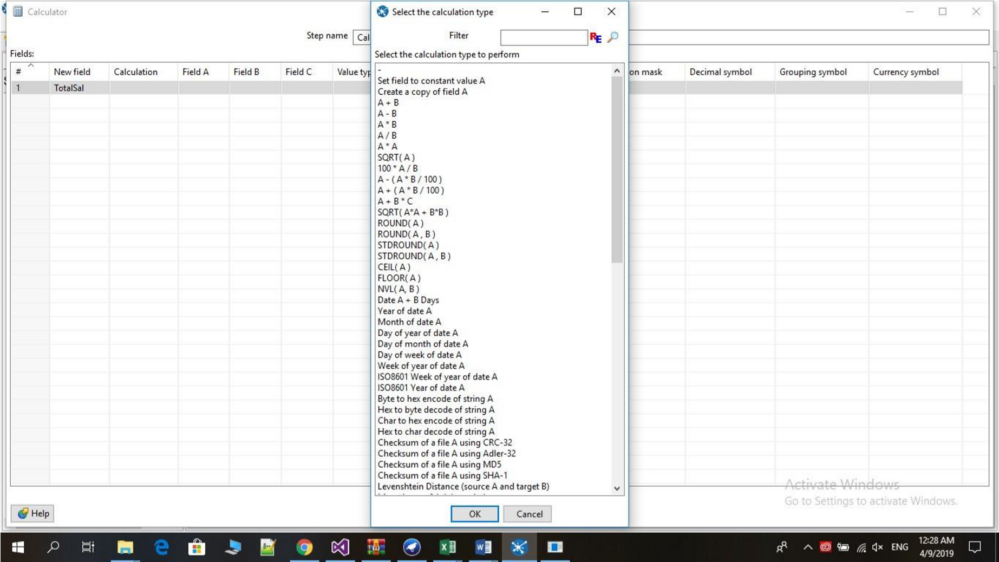 Calculator
Select the calculation type
Step name Cal
Filter
RE
Fields:
Select the calculation type to perform
# New field Calculation Field A Field B Field C Value typ on mask Decimal symbol Grouping symbol Currency symbol
1 TotalSal
-
Set field to constant value A
Create a copy of field A
A + B
A - B
A * B
A / B
A * A
SQRT( A )
100 * A / B
A - ( A * B / 100 )
A + ( A * B / 100 )
A + B * C
SQRT( A*A + B*B )
ROUND( A )
ROUND( A , B )
STDROUND( A )
STDROUND( A , B )
CEIL( A )
FLOOR( A )
NVL( A, B )
Date A + B Days
Year of date A
Month of date A
Day of year of date A
Day of month of date A
Day of week of date A
Week of year of date A
ISO8601 Week of year of date A
ISO8601 Year of date A
Byte to hex encode of string A
Hex to byte decode of string A
Char to hex encode of string A
Hex to char decode of string A
Checksum of a file A using CRC-32
Checksum of a file A using Adler-32
Checksum of a file A using MD5
Checksum of a file A using SHA-1
Levenshtein Distance (source A and target B)
Activate Windows
Go to Settings to activate Windows.
Help
OK
Cancel
ENG
12:28 AM
4/9/2019